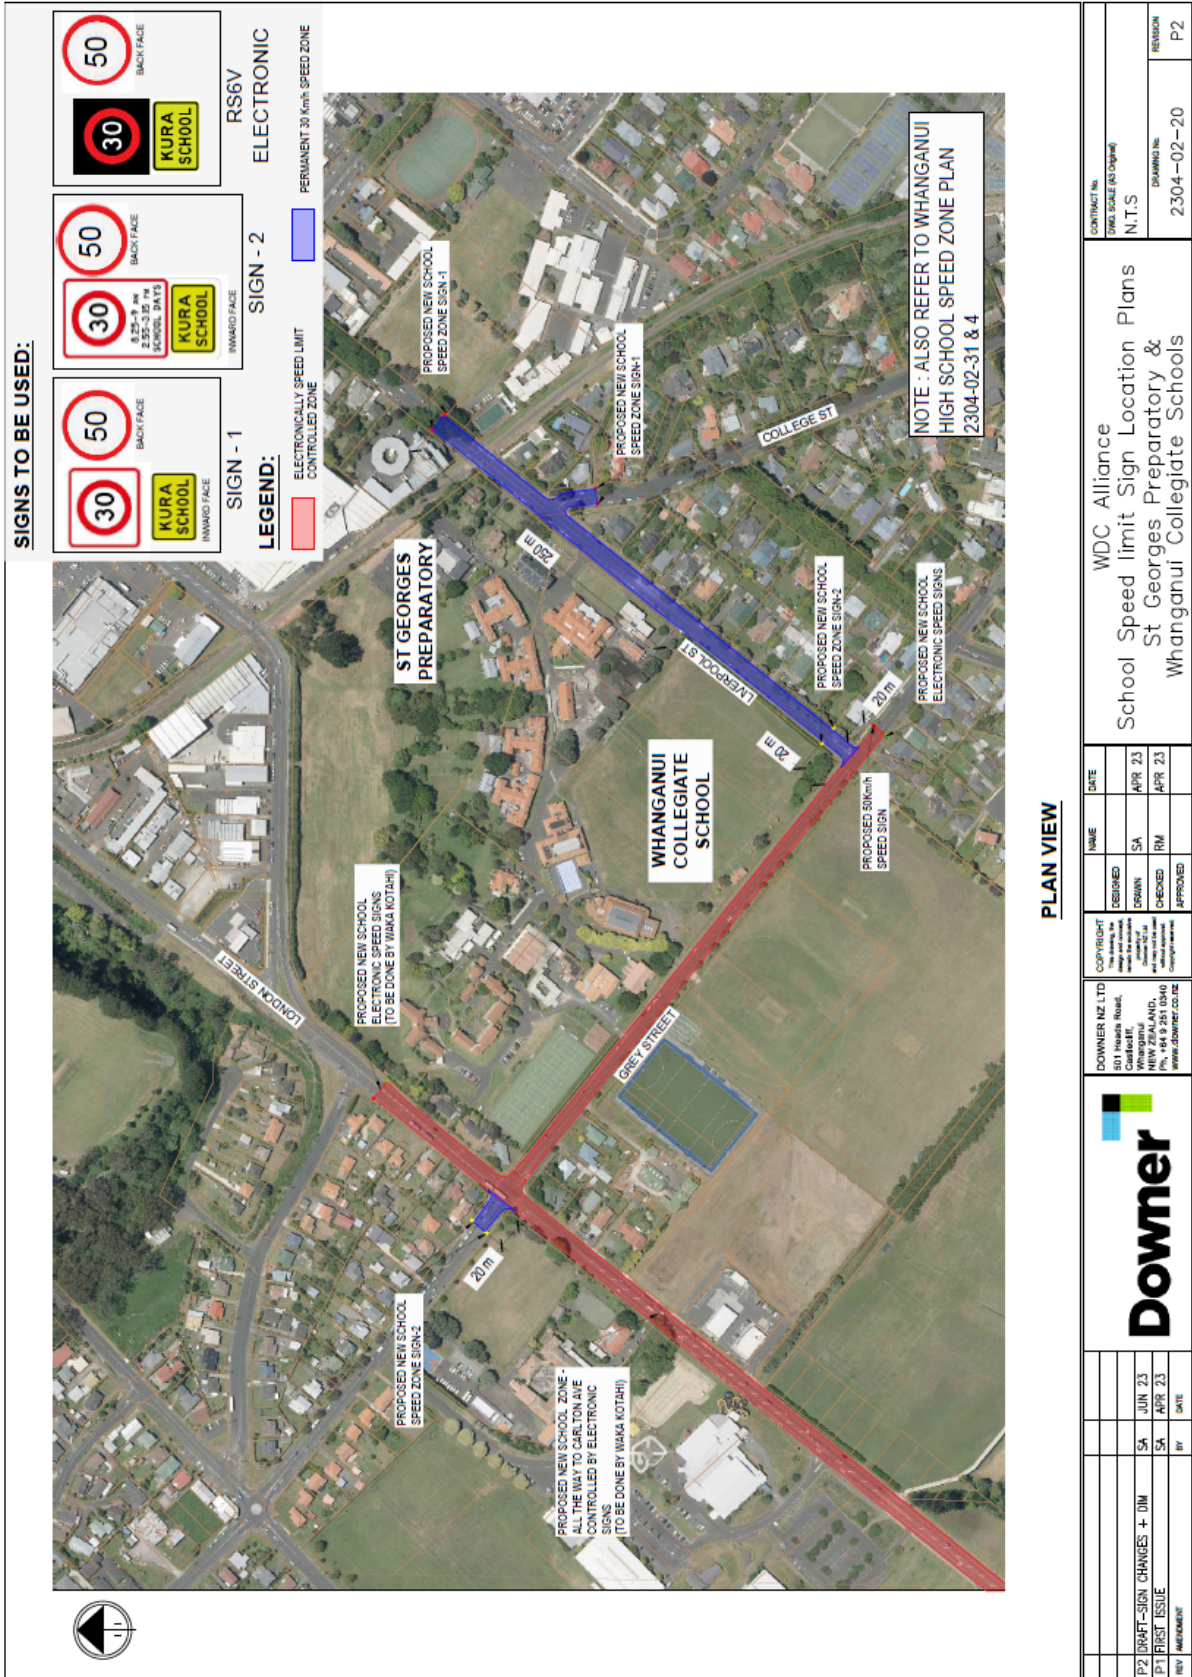 SIGNS TO BE USED:
30
KURA
SCHOOL
INWARD FACE
50
BACK FACE
SIGN - 1
30
8.25-9 AM
2.55-3.15 PM
SCHOOL DAYS
KURA
SCHOOL
INWARD FACE
50
BACK FACE
SIGN - 2
30
KURA
SCHOOL
50
BACK FACE
RS6V
ELECTRONIC
LEGEND:
ELECTRONICALLY SPEED LIMIT
CONTROLLED ZONE
PERMANENT 30 Km/h SPEED ZONE
PROPOSED NEW SCHOOL
SPEED ZONE SIGN -1
PROPOSED NEW SCHOOL
SPEED ZONE SIGN-1
COLLEGE ST
NOTE : ALSO REFER TO WHANGANUI
HIGH SCHOOL SPEED ZONE PLAN
2304-02-31 & 4
250 m
ST GEORGES
PREPARATORY
LIVERPOOL ST
PROPOSED NEW SCHOOL
SPEED ZONE SIGN-2
PROPOSED NEW SCHOOL
ELECTRONIC SPEED SIGNS
20 m
20 m
WHANGANUI
COLLEGIATE
SCHOOL
PROPOSED 50Km/h
SPEED SIGN
LONDON STREET
PROPOSED NEW SCHOOL
ELECTRONIC SPEED SIGNS
(TO BE DONE BY WAKA KOTAHI)
GREY STREET
20 m
PROPOSED NEW SCHOOL
SPEED ZONE SIGN-2
PROPOSED NEW SCHOOL ZONE -
ALL THE WAY TO CARLTON AVE
CONTROLLED BY ELECTRONIC
SIGNS
(TO BE DONE BY WAKA KOTAHI)
PLAN VIEW
P2 DRAFT-SIGN CHANGES + DIM SA JUN 23
P1 FIRST ISSUE SA APR 23
REV AMENDMENT BY DATE
Downer
DOWNER NZ LTD
501 Heads Road,
Castlecliff,
Whanganui
NEW ZEALAND.
Ph. +64 9 251 0340
www.downer.co.nz
COPYRIGHT
NAME DATE
DESIGNED
DRAWN SA APR 23
CHECKED RM APR 23
APPROVED
WDC Alliance
School Speed limit Sign Location Plans
St Georges Preparatory &
Whanganui Collegiate Schools
CONTRACT No.
DWG. SCALE (A3 Original)
N.T.S
DRAWING No.
2304-02-20
REVISION
P2